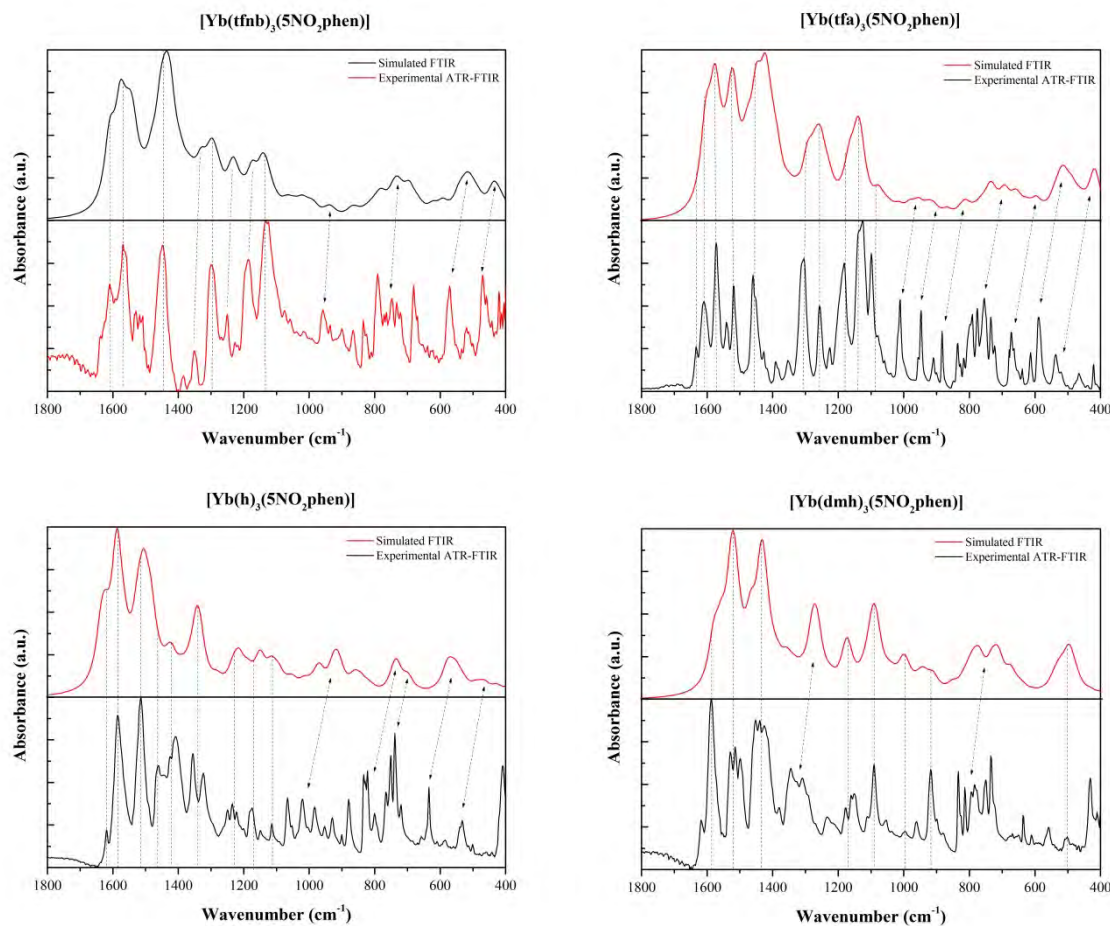 [Yb(tfnb)₃(5NO₂phen)]
Simulated FTIR
Experimental ATR-FTIR
Absorbance (a.u.)
1800 1600 1400 1200 1000 800 600 400
Wavenumber (cm⁻¹)
[Yb(tfa)₃(5NO₂phen)]
Simulated FTIR
Experimental ATR-FTIR
Absorbance (a.u.)
1800 1600 1400 1200 1000 800 600 400
Wavenumber (cm⁻¹)
[Yb(h)₃(5NO₂phen)]
Simulated FTIR
Experimental ATR-FTIR
Absorbance (a.u.)
1800 1600 1400 1200 1000 800 600 400
Wavenumber (cm⁻¹)
[Yb(dmh)₃(5NO₂phen)]
Simulated FTIR
Experimental ATR-FTIR
Absorbance (a.u.)
1800 1600 1400 1200 1000 800 600 400
Wavenumber (cm⁻¹)